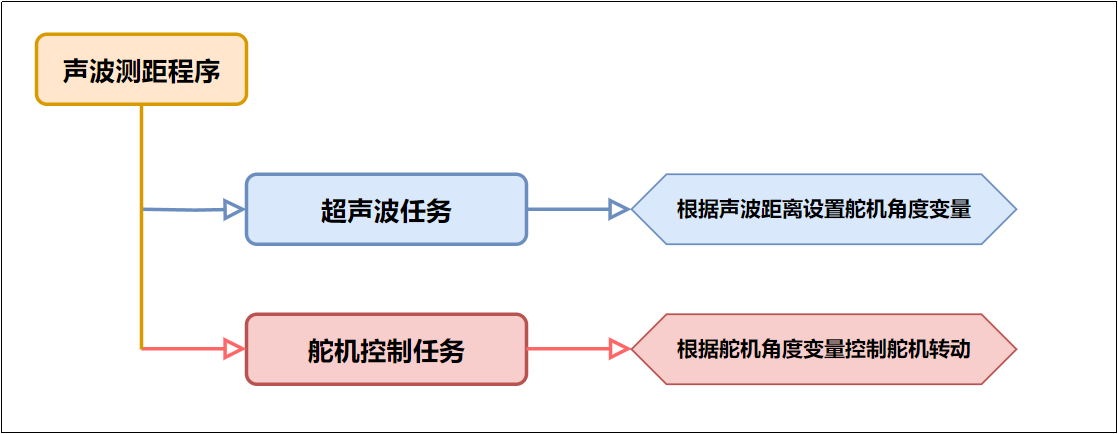 声波测距程序
超声波任务
根据声波距离设置舵机角度变量
舵机控制任务
根据舵机角度变量控制舵机转动